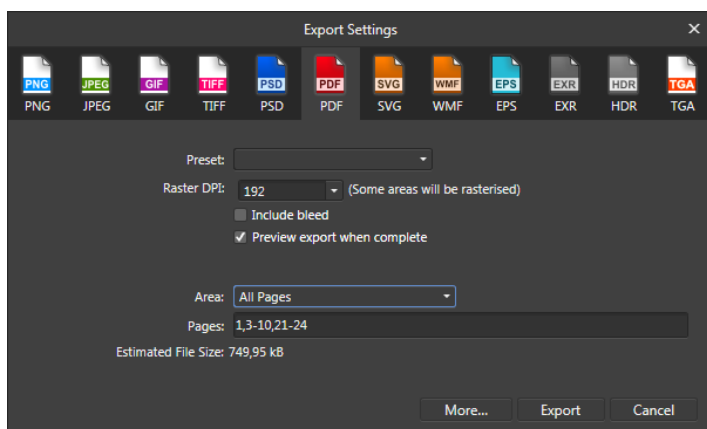 Export Settings
PNG JPEG GIF TIFF PSD PDF SVG WMF EPS EXR HDR TGA
PNG JPEG GIF TIFF PSD PDF SVG WMF EPS EXR HDR TGA
Preset:
Raster DPI: 192 (Some areas will be rasterised)
Include bleed
Preview export when complete
Area: All Pages
Pages: 1,3-10,21-24
Estimated File Size: 749,95 kB
More... Export Cancel